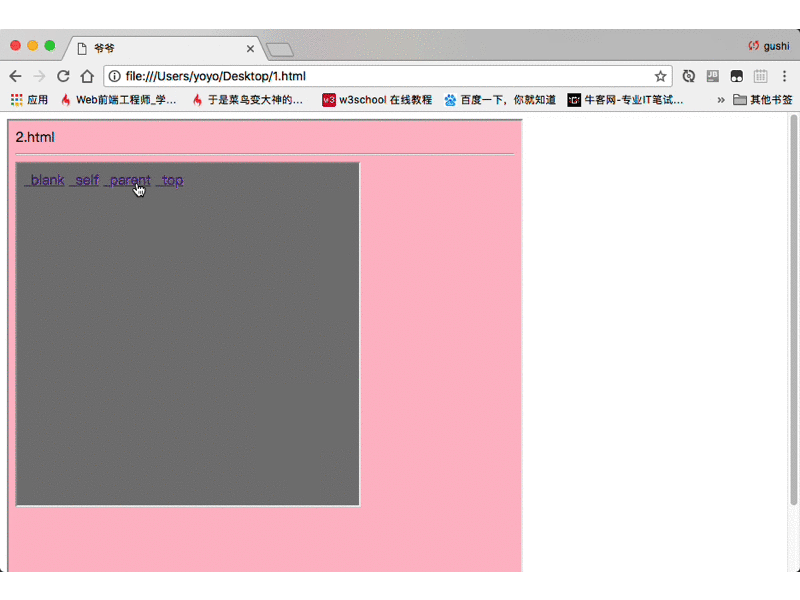 爷爷
gushi
file:///Users/yoyo/Desktop/1.html
应用 Web前端工程师_学... 于是菜鸟变大神的... w3 w3school 在线教程 百度一下，你就知道 牛客网-专业IT笔试... » 其他书签
2.html
_blank _self _parent _top